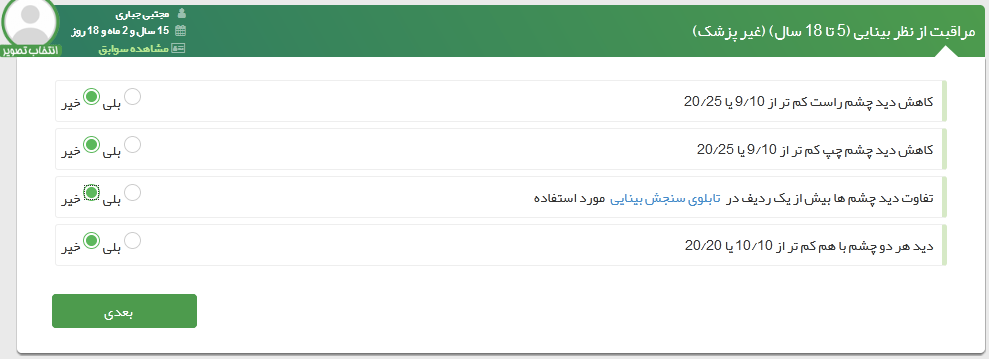 مراقبت از نظر بینایی (5 تا 18 سال) (غیر پزشک)
مجتبی جباری
15 سال و 2 ماه و 18 روز
مشاهده سوابق
انتخاب تصویر
کاهش دید چشم راست کم تر از 9/10 یا 20/25
بلی خیر
کاهش دید چشم چپ کم تر از 9/10 یا 20/25
بلی خیر
تفاوت دید چشم ها بیش از یک ردیف در تابلوی سنجش بینایی مورد استفاده
بلی خیر
دید هر دو چشم با هم کم تر از 10/10 یا 20/20
بلی خیر
بعدی